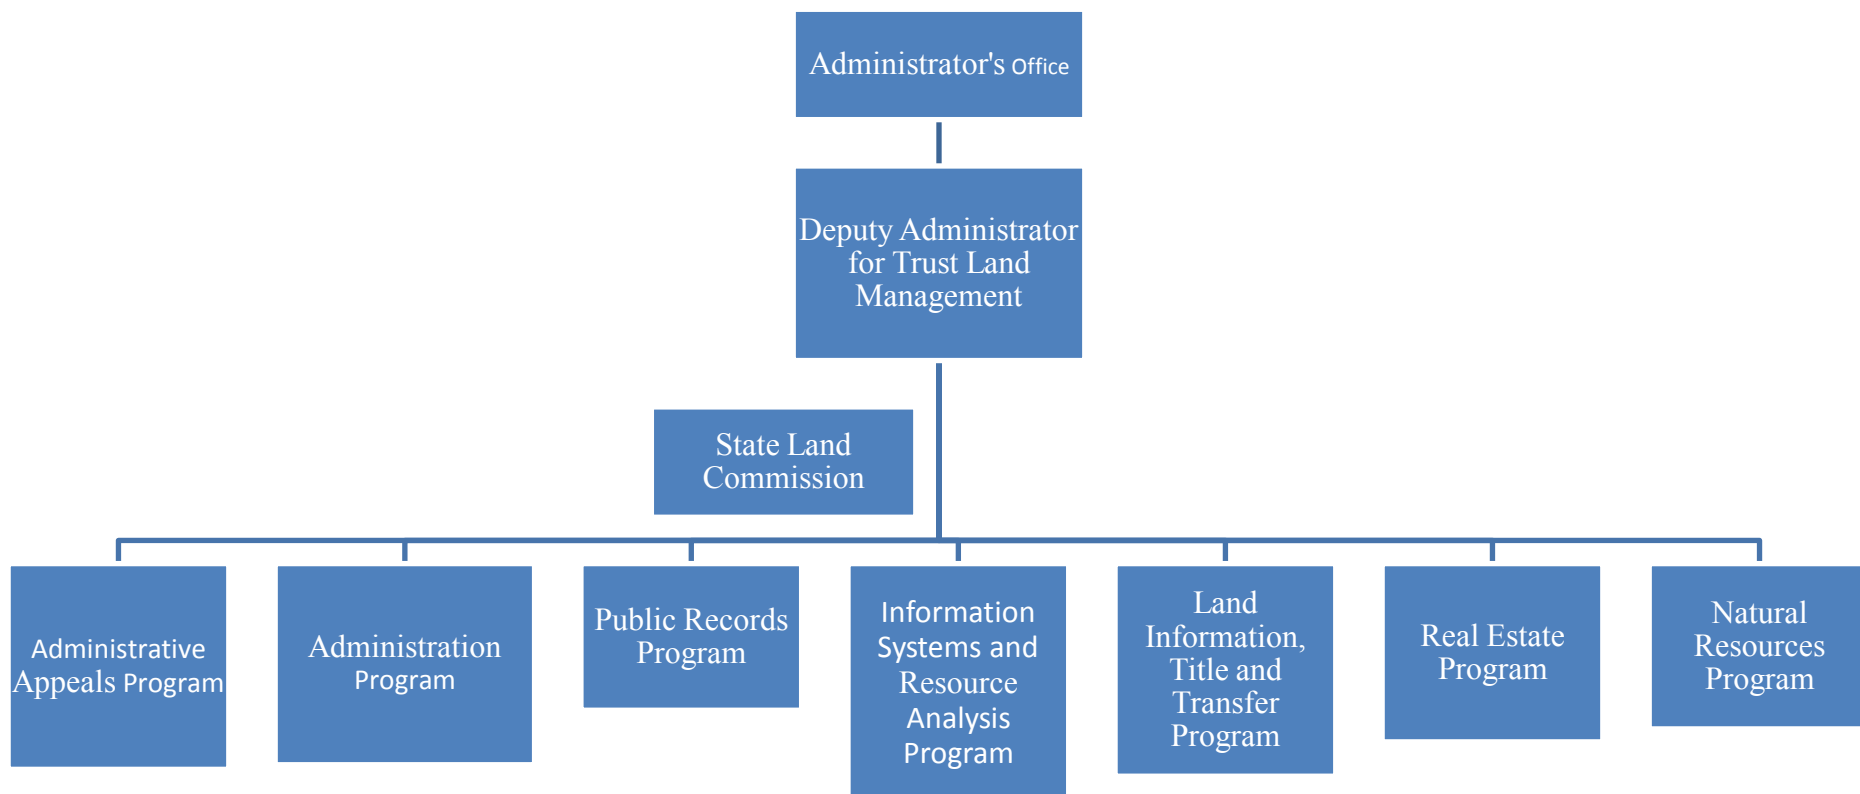 Administrator's Office
Deputy Administrator
for Trust Land
Management
State Land
Commission
Administrative
Appeals Program
Administration
Program
Public Records
Program
Information
Systems and
Resource
Analysis
Program
Land
Information,
Title and
Transfer
Program
Real Estate
Program
Natural
Resources
Program